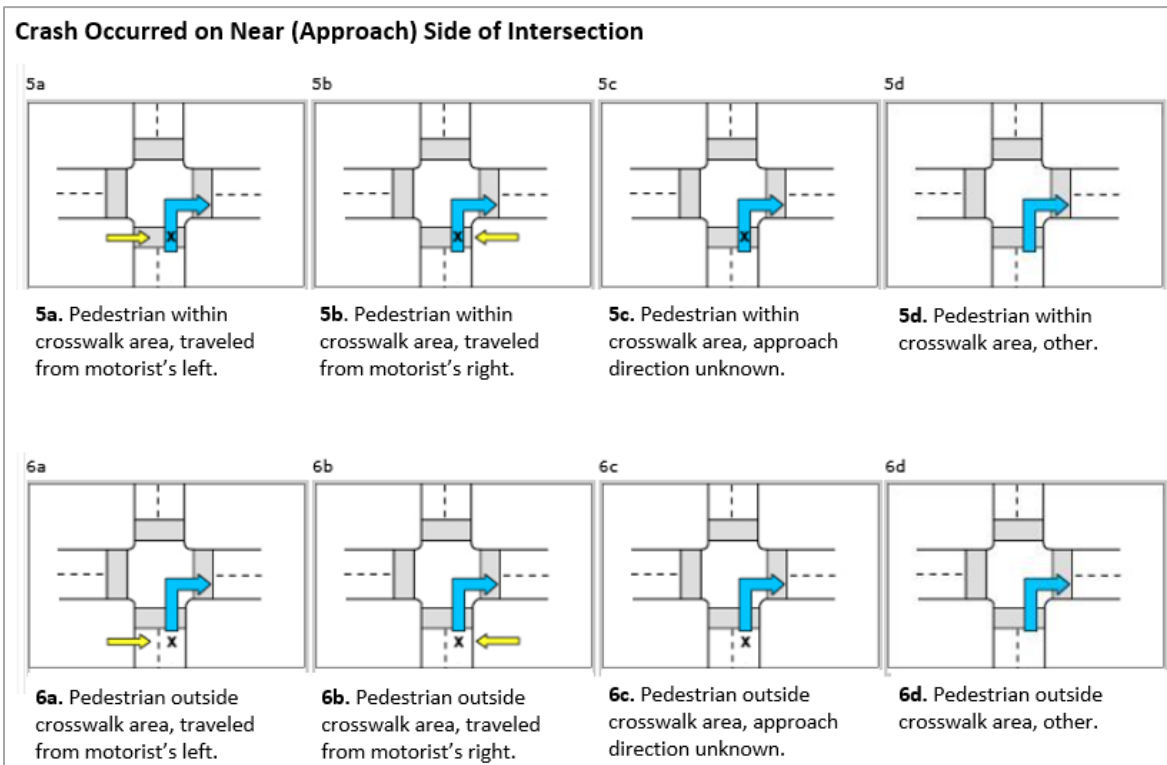 Crash Occurred on Near (Approach) Side of Intersection
5a
5b
5c
5d
X
X
X
5a. Pedestrian within
crosswalk area, traveled
from motorist's left.
5b. Pedestrian within
crosswalk area, traveled
from motorist's right.
5c. Pedestrian within
crosswalk area, approach
direction unknown.
5d. Pedestrian within
crosswalk area, other.
6a
6b
6c
6d
X
X
X
6a. Pedestrian outside
crosswalk area, traveled
from motorist's left.
6b. Pedestrian outside
crosswalk area, traveled
from motorist's right.
6c. Pedestrian outside
crosswalk area, approach
direction unknown.
6d. Pedestrian outside
crosswalk area, other.